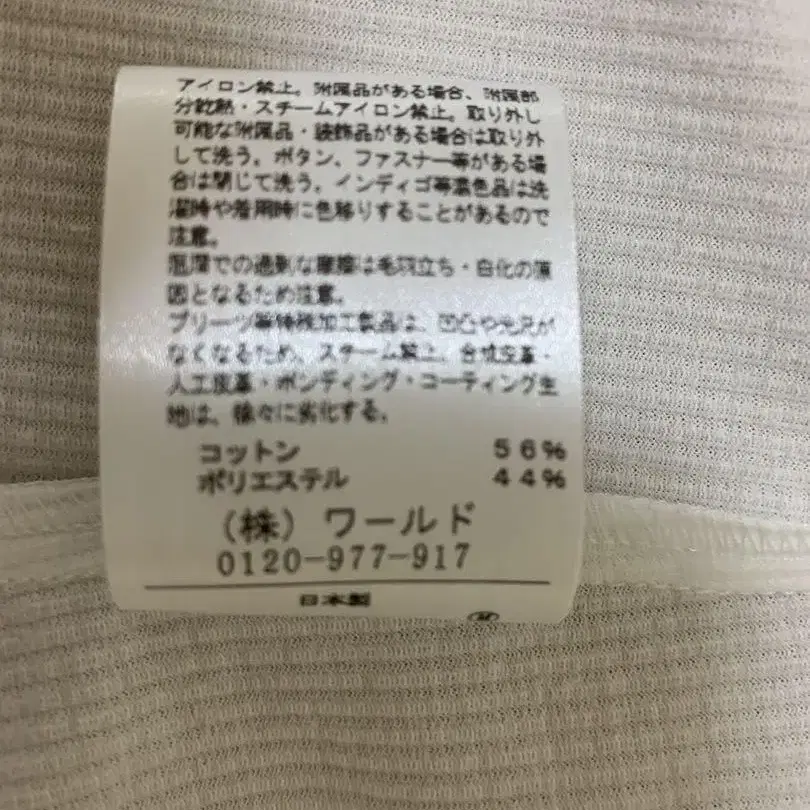 アイロン禁止。附属品がある場合、附属部
分乾熱・スチームアイロン禁止。取り外し
可能な附属品・装飾品がある場合は取り外
して洗う。ボタン、ファスナー等がある場
合は閉じて洗う。インディゴ等濃色品は洗
濯時や着用時に色移りすることがあるので
注意。
での過剰な摩擦は毛羽立ち・白化の原
因となるため注意。
プリーツ等特殊加工製品は、凹凸や光沢が
なくなるため、スチーム禁止。合成皮革・
人工皮革・ボンディング・コーティング生
地は、徐々に劣化する。
コットン 56%
ポリエステル 44%
(株) ワールド
0120-977-917
日本製